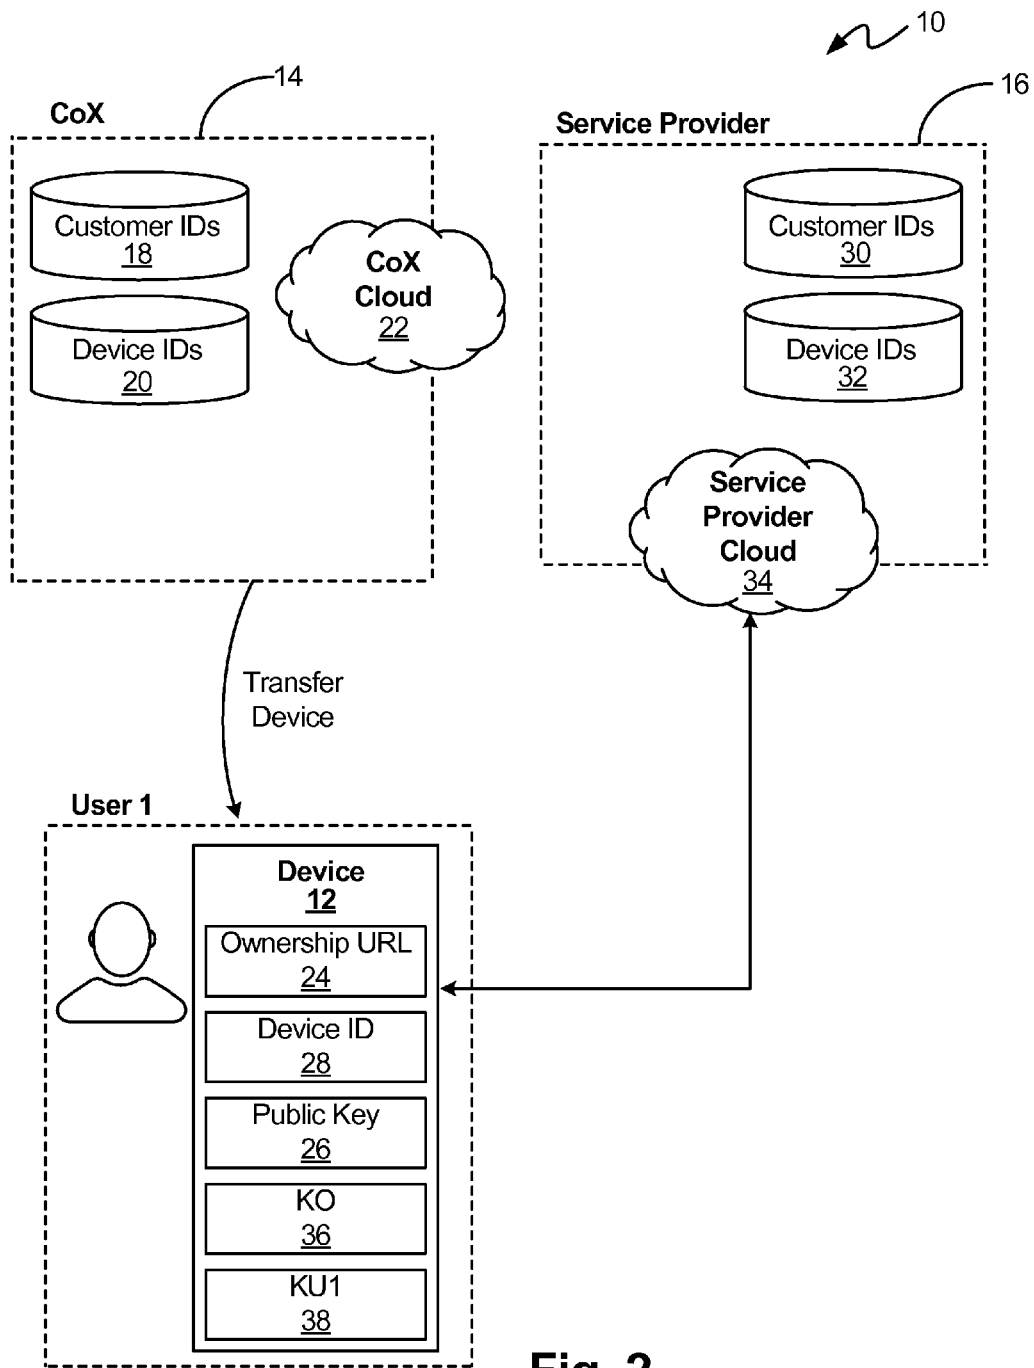 10
14
16
CoX
Service Provider
Customer IDs
18
Device IDs
20
CoX
Cloud
22
Customer IDs
30
Device IDs
32
Service
Provider
Cloud
34
Transfer
Device
User 1
Device
12
Ownership URL
24
Device ID
28
Public Key
26
KO
36
KU1
38
Fig. 2